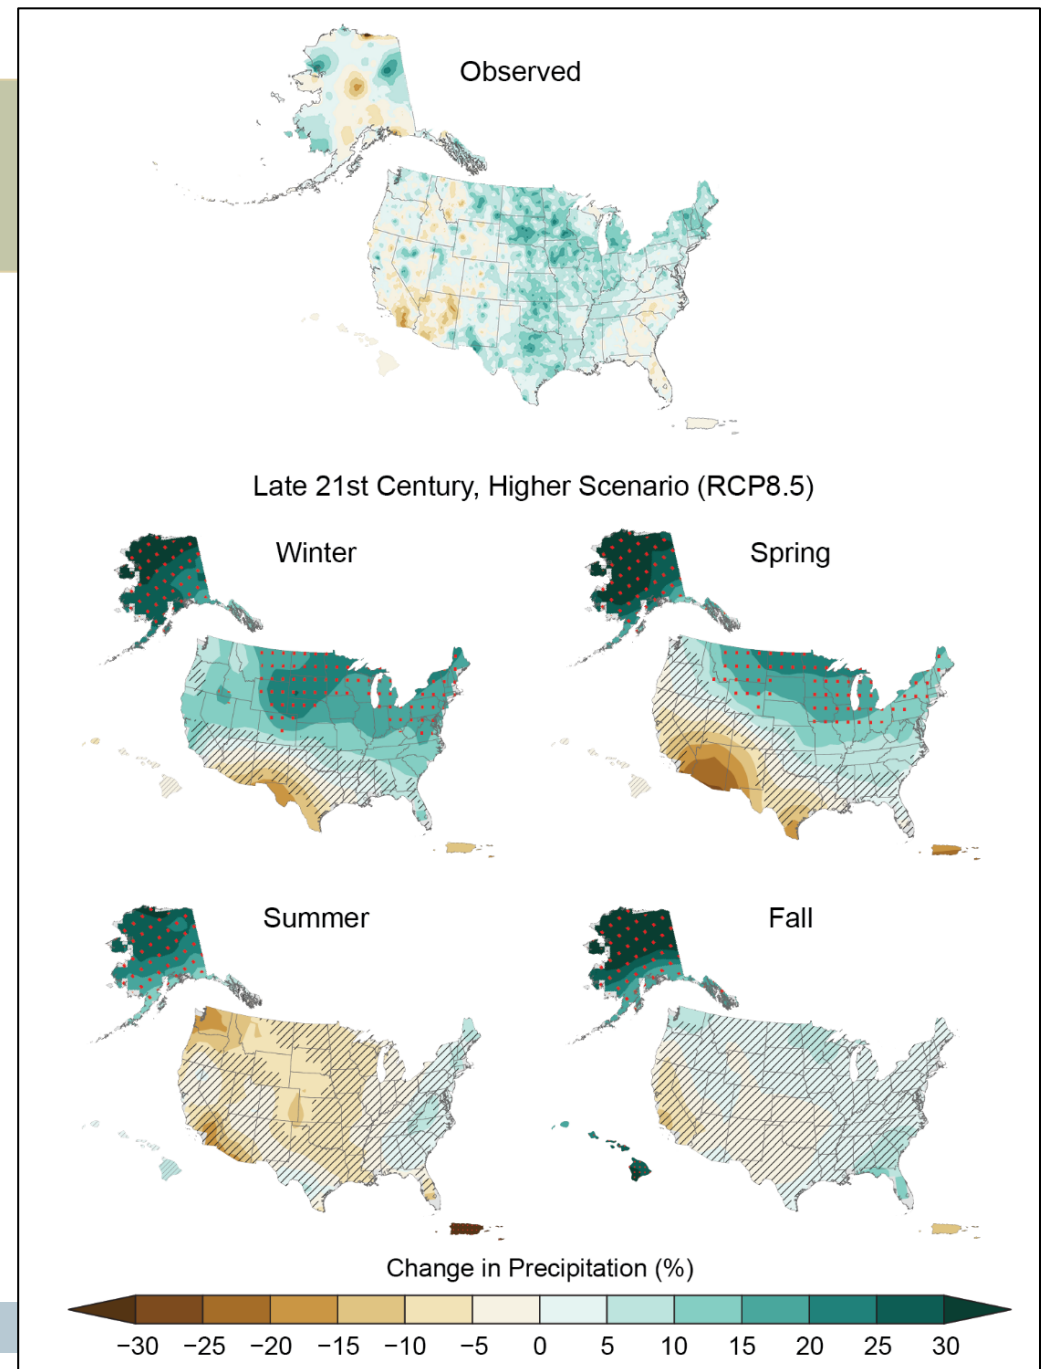 Observed
Late 21st Century, Higher Scenario (RCP8.5)
Winter
Spring
Summer
Fall
Change in Precipitation (%)
−30 −25 −20 −15 −10 −5 0 5 10 15 20 25 30